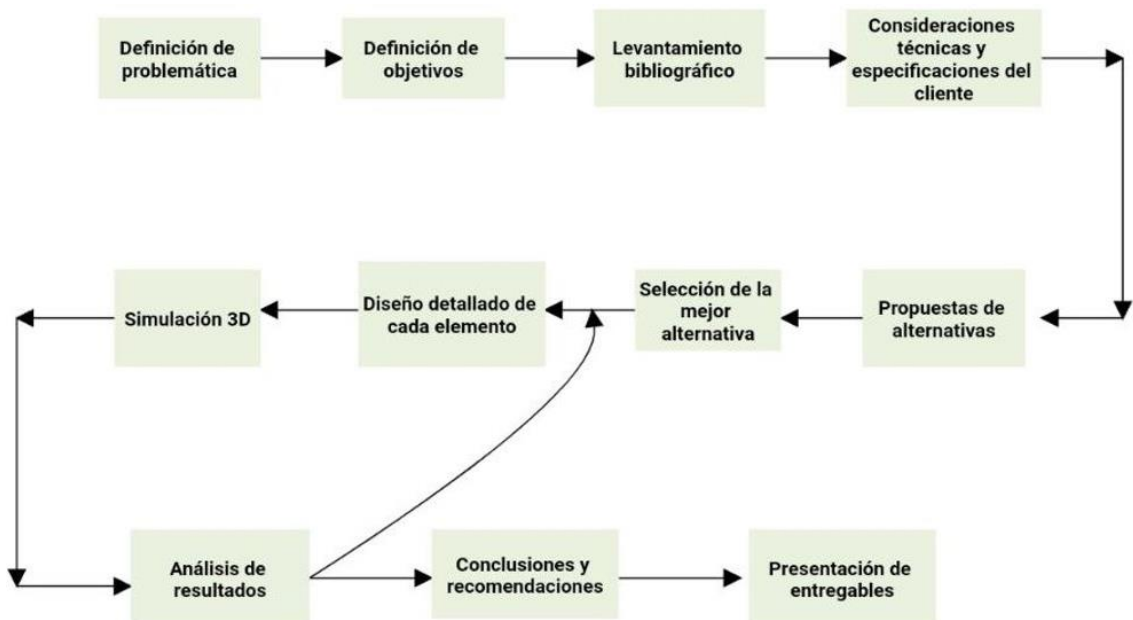 Definición de
problemática
Definición de
objetivos
Levantamiento
bibliográfico
Consideraciones
técnicas y
especificaciones del
cliente
Propuestas de
alternativas
Selección de la
mejor
alternativa
Diseño detallado de
cada elemento
Simulación 3D
Análisis de
resultados
Conclusiones y
recomendaciones
Presentación de
entregables